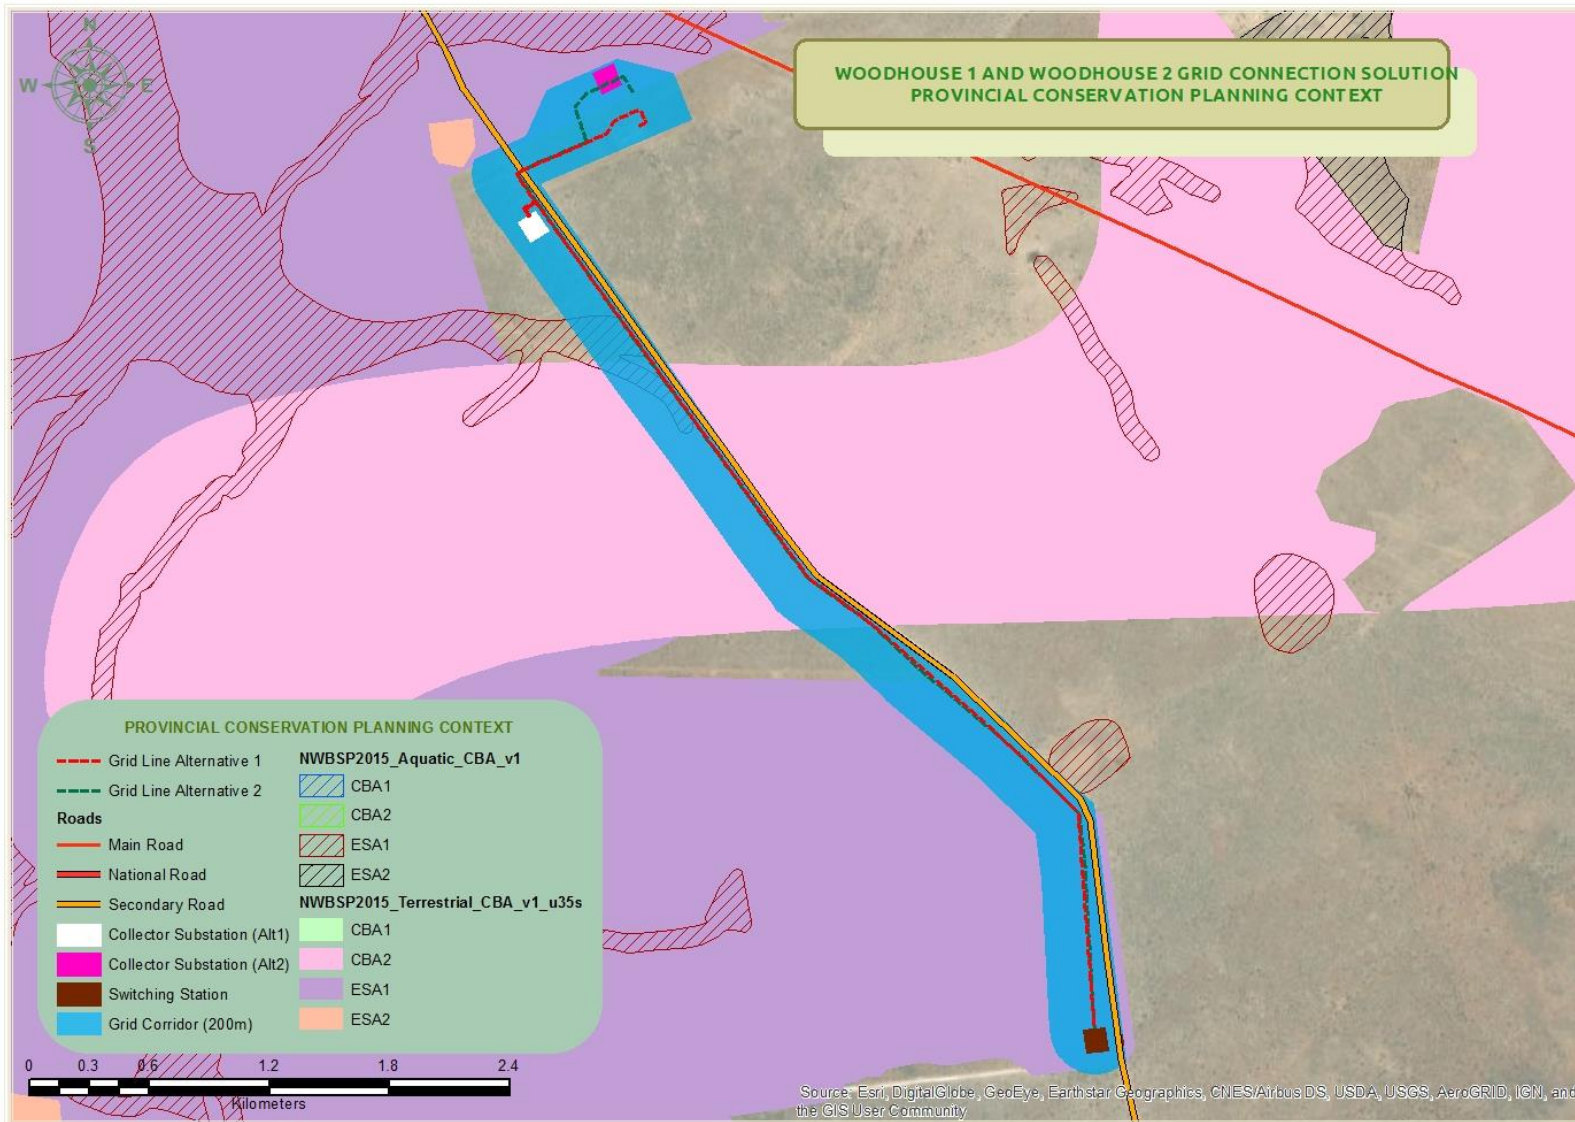 N
W
E
S
WOODHOUSE 1 AND WOODHOUSE 2 GRID CONNECTION SOLUTION
PROVINCIAL CONSERVATION PLANNING CONTEXT
PROVINCIAL CONSERVATION PLANNING CONTEXT
Grid Line Alternative 1
Grid Line Alternative 2
Roads
Main Road
National Road
Secondary Road
Collector Substation (Alt1)
Collector Substation (Alt2)
Switching Station
Grid Corridor (200m)
NWBSP2015_Aquatic_CBA_v1
CBA1
CBA2
ESA1
ESA2
NWBSP2015_Terrestrial_CBA_v1_u35s
CBA1
CBA2
ESA1
ESA2
0 0.3 0.6 1.2 1.8 2.4
Kilometers
Source: Esri, DigitalGlobe, GeoEye, Earthstar Geographics, CNES/Airbus DS, USDA, USGS, AeroGRID, IGN, and
the GIS User Community